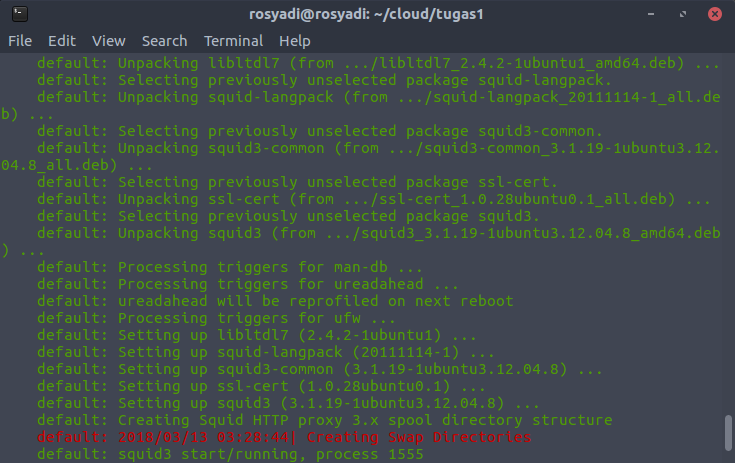 rosyadi@rosyadi: ~/cloud/tugas1
File Edit View Search Terminal Help
default: Unpacking libltdl7 (from .../libltdl7_2.4.2-1ubuntu1_amd64.deb) ...
default: Selecting previously unselected package squid-langpack.
default: Unpacking squid-langpack (from .../squid-langpack_20111114-1_all.de
b) ...
default: Selecting previously unselected package squid3-common.
default: Unpacking squid3-common (from .../squid3-common_3.1.19-1ubuntu3.12.
04.8_all.deb) ...
default: Selecting previously unselected package ssl-cert.
default: Unpacking ssl-cert (from .../ssl-cert_1.0.28ubuntu0.1_all.deb) ...
default: Selecting previously unselected package squid3.
default: Unpacking squid3 (from .../squid3_3.1.19-1ubuntu3.12.04.8_amd64.deb
) ...
default: Processing triggers for man-db ...
default: Processing triggers for ureadahead ...
default: ureadahead will be reprofiled on next reboot
default: Processing triggers for ufw ...
default: Setting up libltdl7 (2.4.2-1ubuntu1) ...
default: Setting up squid-langpack (20111114-1) ...
default: Setting up squid3-common (3.1.19-1ubuntu3.12.04.8) ...
default: Setting up ssl-cert (1.0.28ubuntu0.1) ...
default: Setting up squid3 (3.1.19-1ubuntu3.12.04.8) ...
default: Creating Squid HTTP proxy 3.x spool directory structure
default: 2018/03/13 03:28:44| Creating Swap Directories
default: squid3 start/running, process 1555